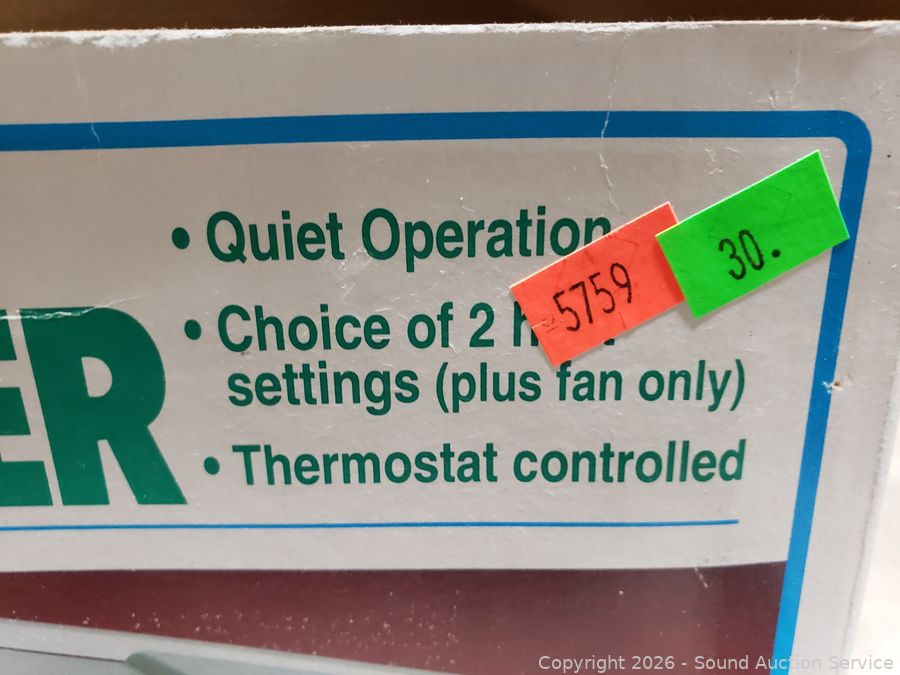 • Quiet Operation
5759
30.
ER
• Choice of 2
settings (plus fan only)
• Thermostat controlled
Copyright 2026 - Sound Auction Service